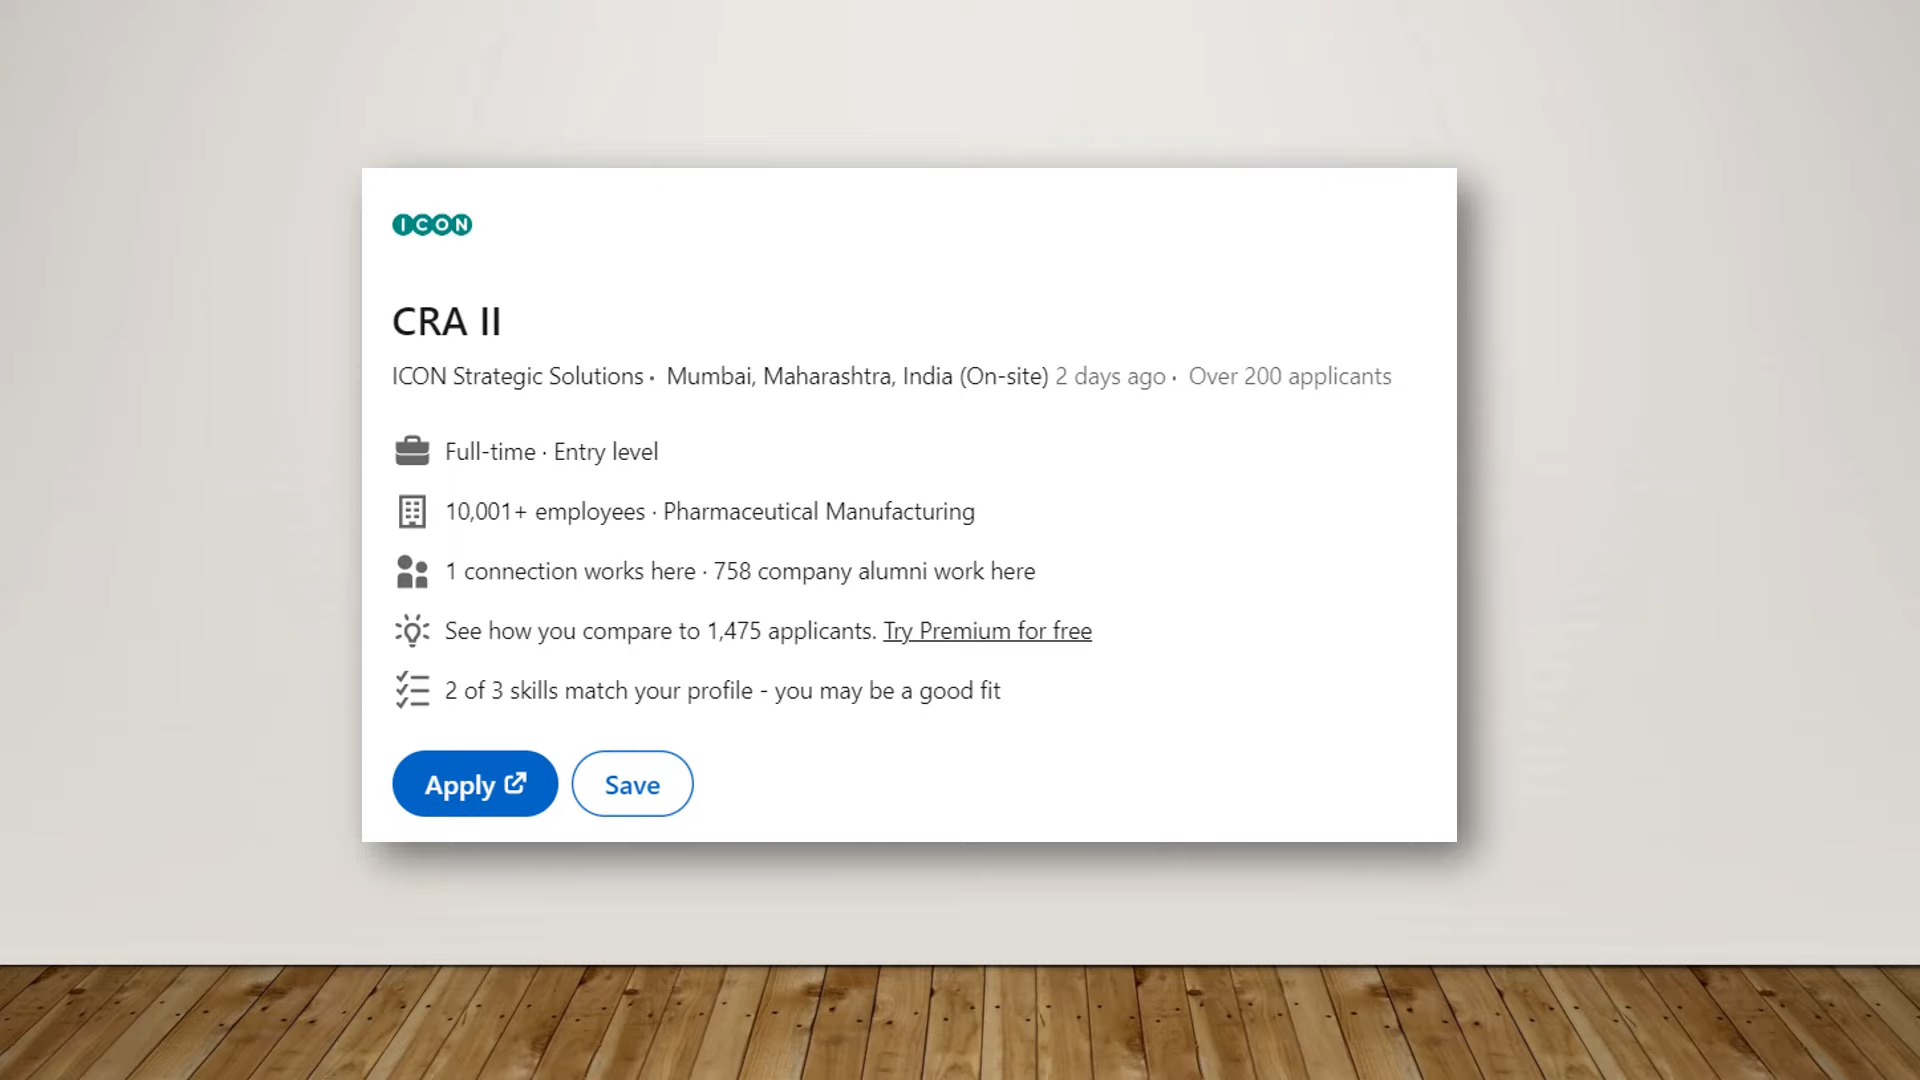 ICON
CRA II
ICON Strategic Solutions · Mumbai, Maharashtra, India (On-site) 2 days ago · Over 200 applicants
Full-time · Entry level
10,001+ employees · Pharmaceutical Manufacturing
1 connection works here · 758 company alumni work here
See how you compare to 1,475 applicants. Try Premium for free
2 of 3 skills match your profile - you may be a good fit
Apply Save